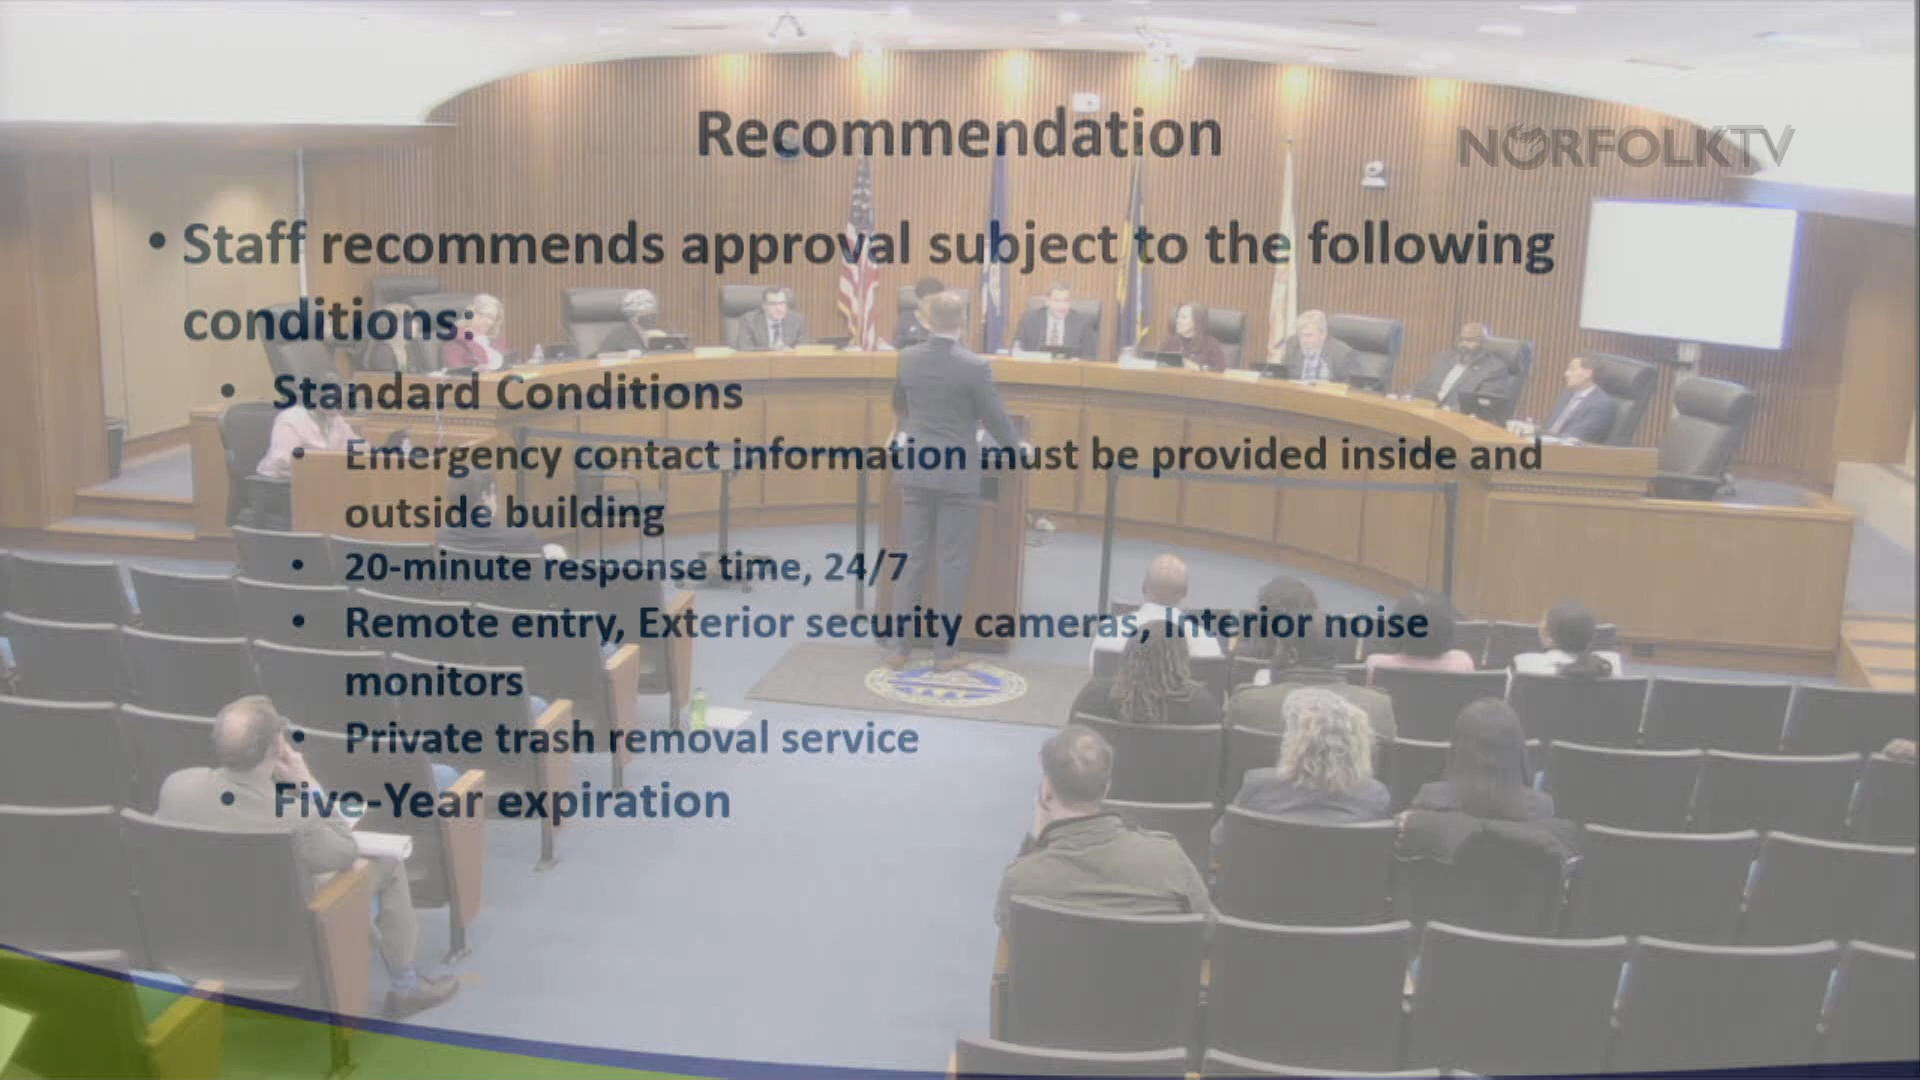 Recommendation
NORFOLKTV
• Staff recommends approval subject to the following
conditions:
• Standard Conditions
• Emergency contact information must be provided inside and
outside building
• 20-minute response time, 24/7
• Remote entry, Exterior security cameras, Interior noise
monitors
• Private trash removal service
• Five-Year expiration